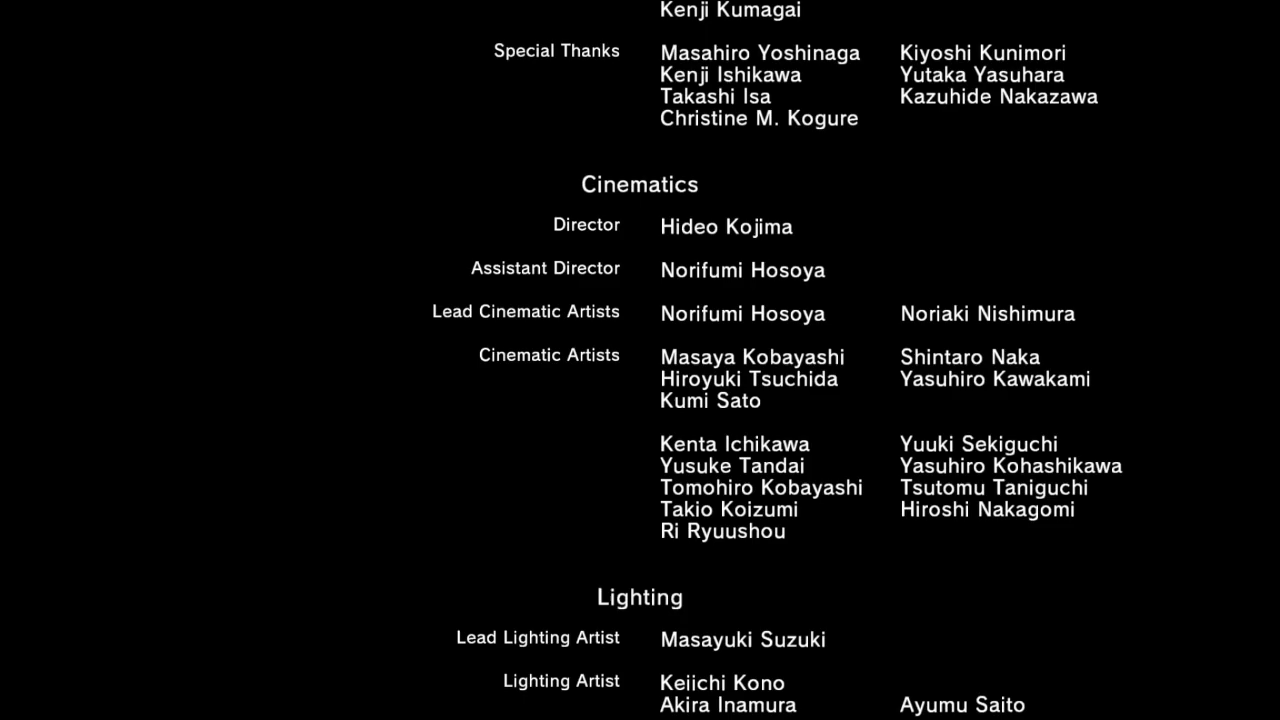 Kenji Kumagai
Special Thanks Masahiro Yoshinaga Kiyoshi Kunimori
Kenji Ishikawa Yutaka Yasuhara
Takashi Isa Kazuhide Nakazawa
Christine M. Kogure
Cinematics
Director Hideo Kojima
Assistant Director Norifumi Hosoya
Lead Cinematic Artists Norifumi Hosoya Noriaki Nishimura
Cinematic Artists Masaya Kobayashi Shintaro Naka
Hiroyuki Tsuchida Yasuhiro Kawakami
Kumi Sato
Kenta Ichikawa Yuuki Sekiguchi
Yusuke Tandai Yasuhiro Kohashikawa
Tomohiro Kobayashi Tsutomu Taniguchi
Takio Koizumi Hiroshi Nakagomi
Ri Ryuushou
Lighting
Lead Lighting Artist Masayuki Suzuki
Lighting Artist Keiichi Kono
Akira Inamura Ayumu Saito